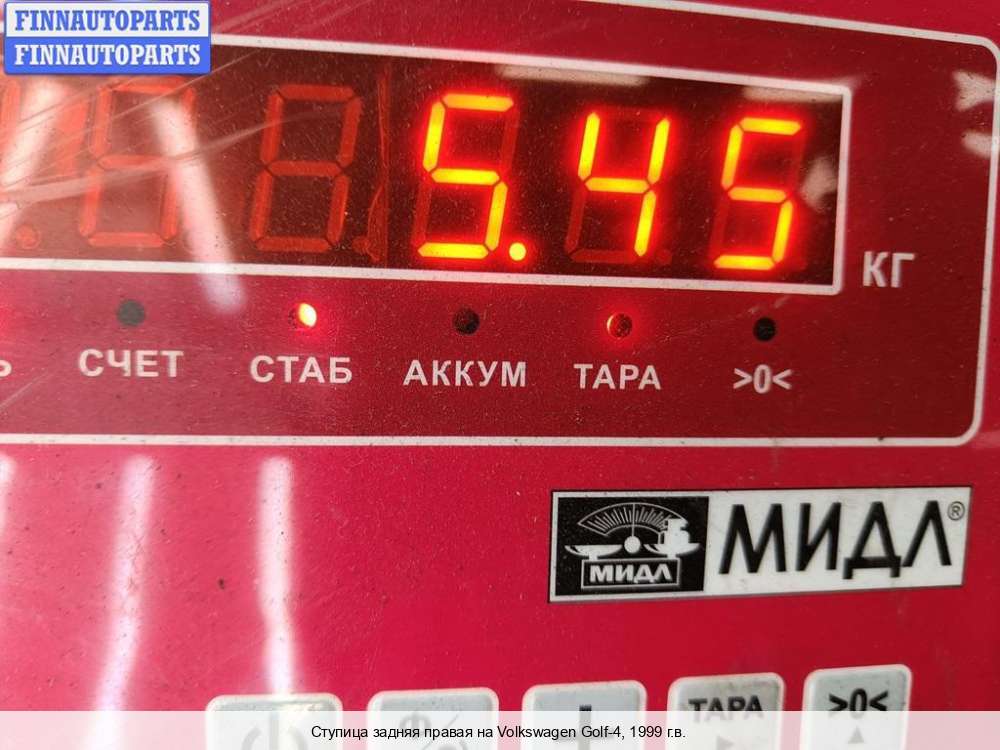 FINNAUTOPARTS
FINNAUTOPARTS
5.45
КГ
СЧЕТ СТАБ АККУМ ТАРА >0<
МИДЛ МИДЛ®
ТАРА >0<
Ступица задняя правая на Volkswagen Golf-4, 1999 г.в.